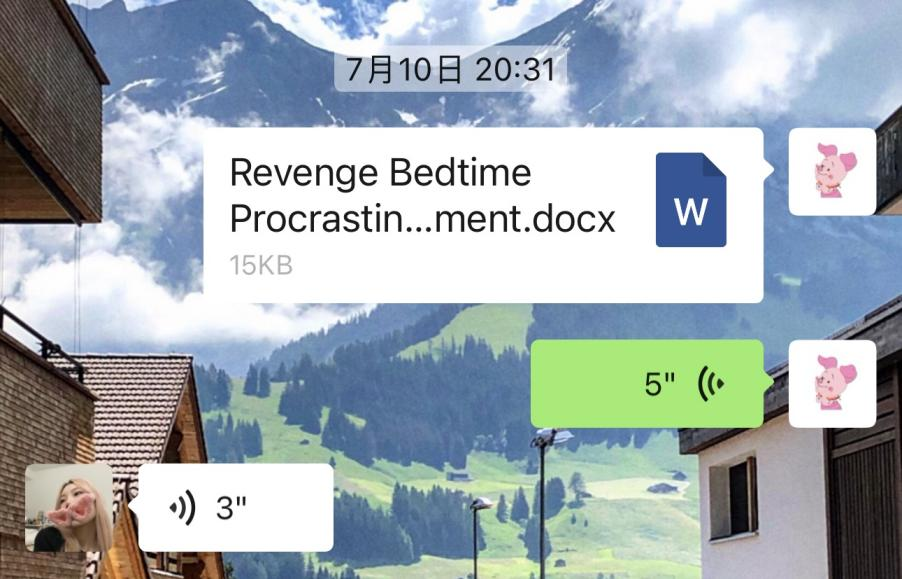 7月10日 20:31
Revenge Bedtime
Procrastin...ment.docx
W
15KB
5"
3"